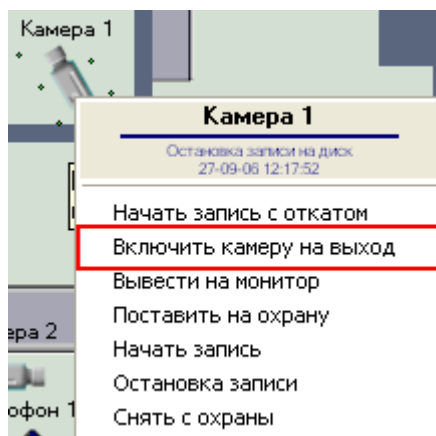 Камера 1
Камера 1
Остановка записи на диск
27-09-06 12:17:52
Начать запись с откатом
Включить камеру на выход
Вывести на монитор
Поставить на охрану
Начать запись
ера 2
Остановка записи
офон 1
Снять с охраны